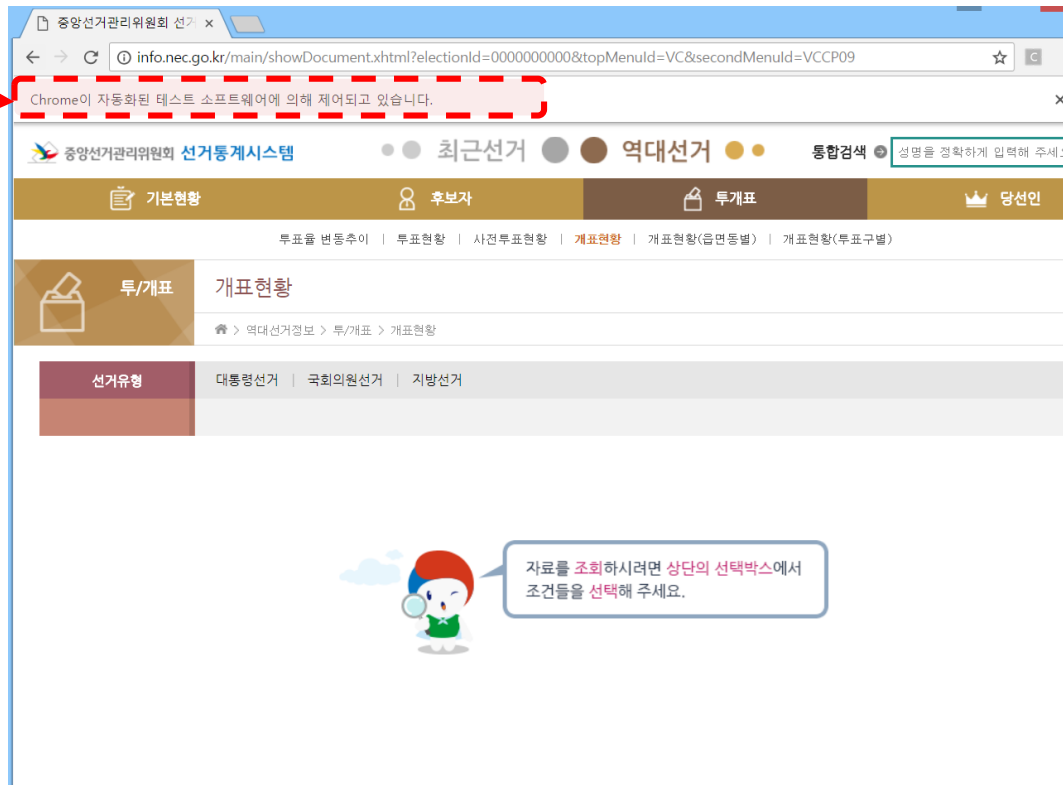 중앙선거관리위원회 선거
info.nec.go.kr/main/showDocument.xhtml?electionId=0000000000&topMenuId=VC&secondMenuId=VCCP09
Chrome이 자동화된 테스트 소프트웨어에 의해 제어되고 있습니다.
중앙선거관리위원회 선거통계시스템 최근선거 역대선거 통합검색 성명을 정확하게 입력해 주세요
기본현황 후보자 투개표 당선인
투표율 변동추이 | 투표현황 | 사전투표현황 | 개표현황 | 개표현황(읍면동별) | 개표현황(투표구별)
투/개표 개표현황
> 역대선거정보 > 투/개표 > 개표현황
선거유형 대통령선거 | 국회의원선거 | 지방선거
자료를 조회하시려면 상단의 선택박스에서
조건들을 선택해 주세요.